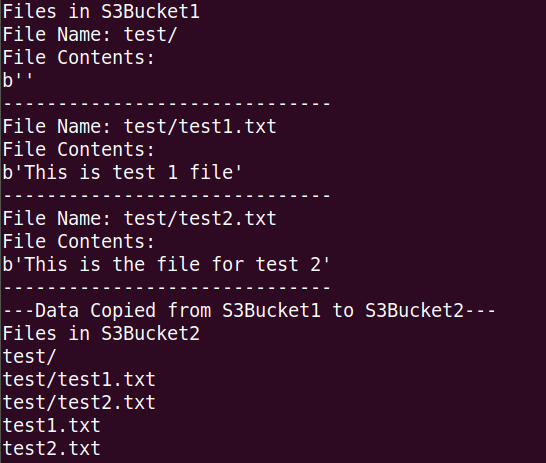 Files in S3Bucket1
File Name: test/
File Contents:
b''
------------------------------
File Name: test/test1.txt
File Contents:
b'This is test 1 file'
------------------------------
File Name: test/test2.txt
File Contents:
b'This is the file for test 2'
------------------------------
---Data Copied from S3Bucket1 to S3Bucket2---
Files in S3Bucket2
test/
test/test1.txt
test/test2.txt
test1.txt
test2.txt